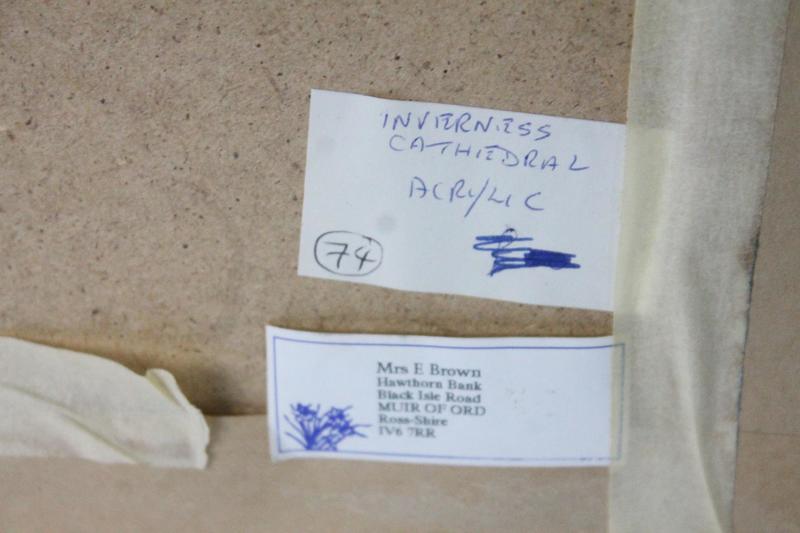 INVERNESS
CATHEDRAL
ACRYLIC
74
Mrs E Brown
Hawthorn Bank
Black Isle Road
MUIR OF ORD
Ross-Shire
IV6 7RR